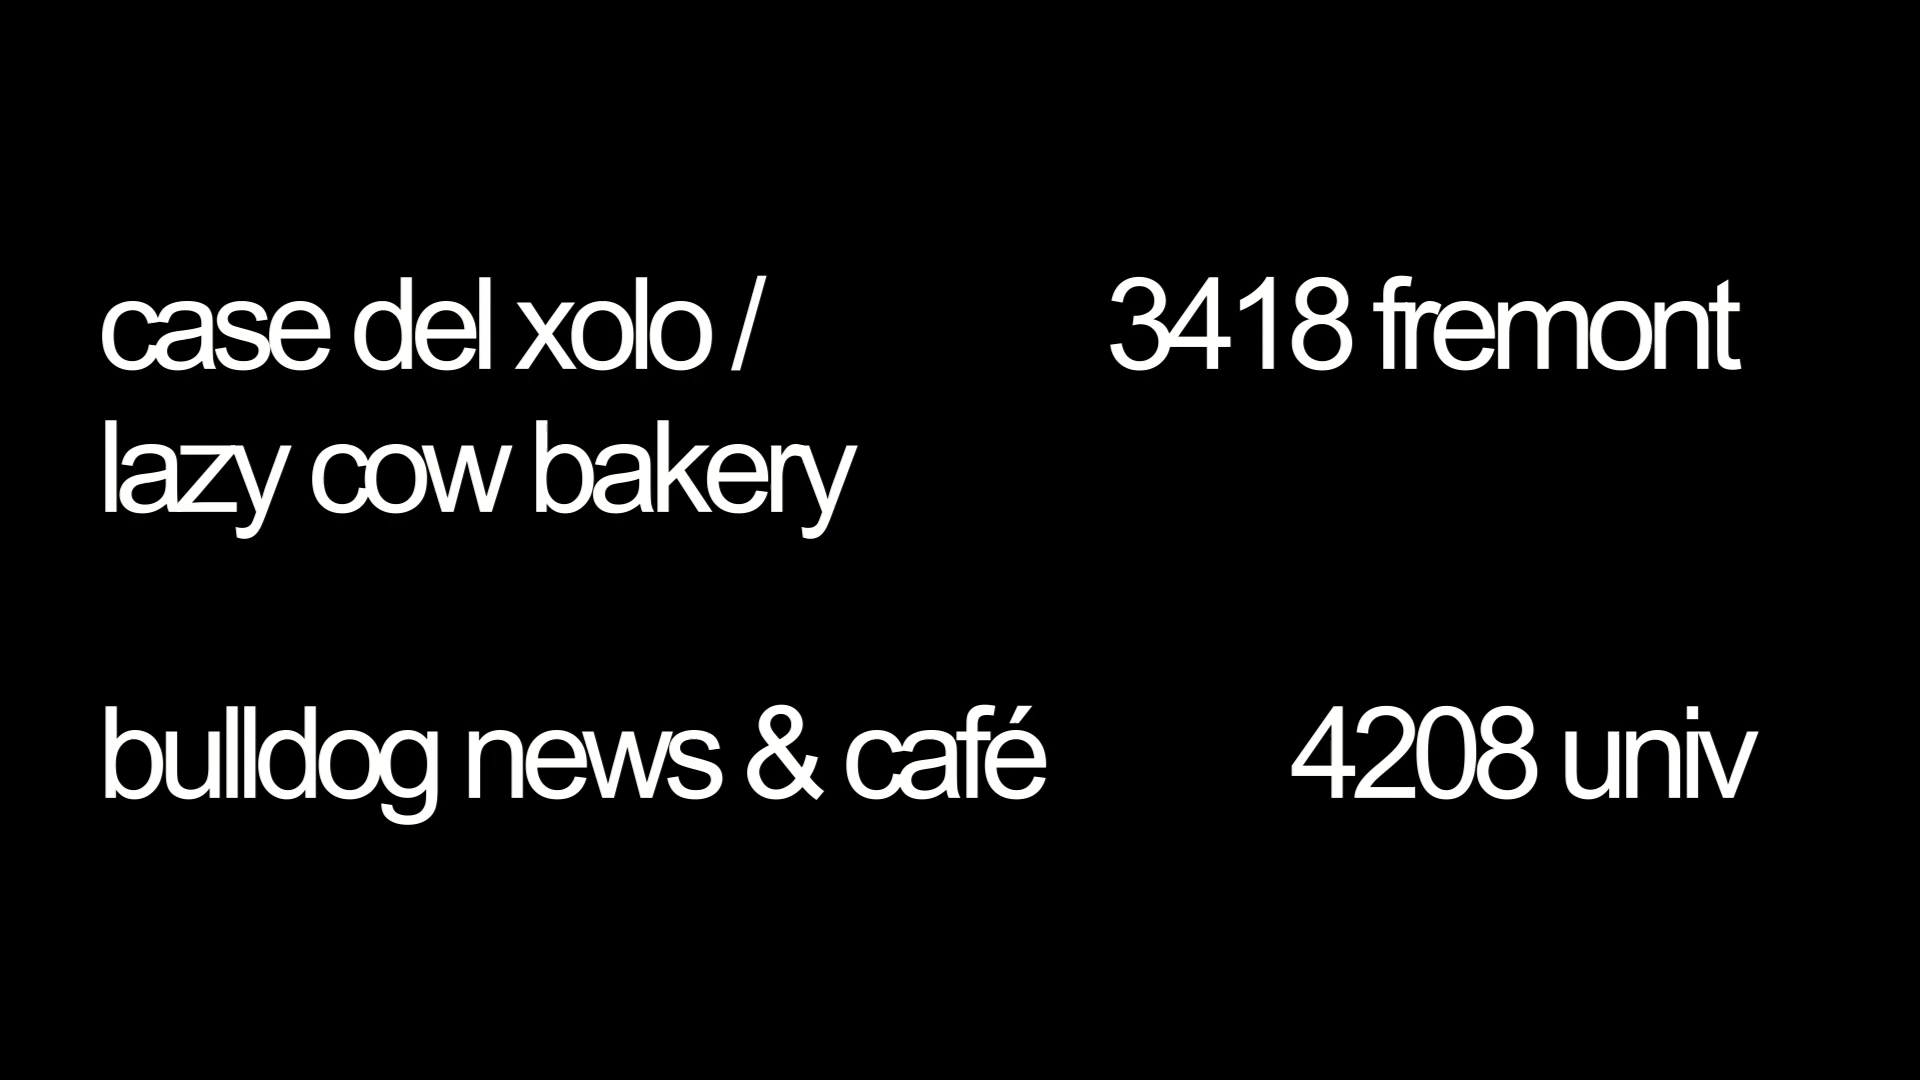 case del xolo / 3418 fremont
lazy cow bakery
bulldog news & café 4208 univ